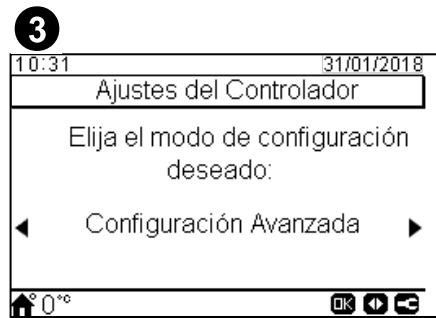 3
10:31 31/01/2018
Ajustes del Controlador
Elija el modo de configuración
deseado:
Configuración Avanzada
0°C
OK